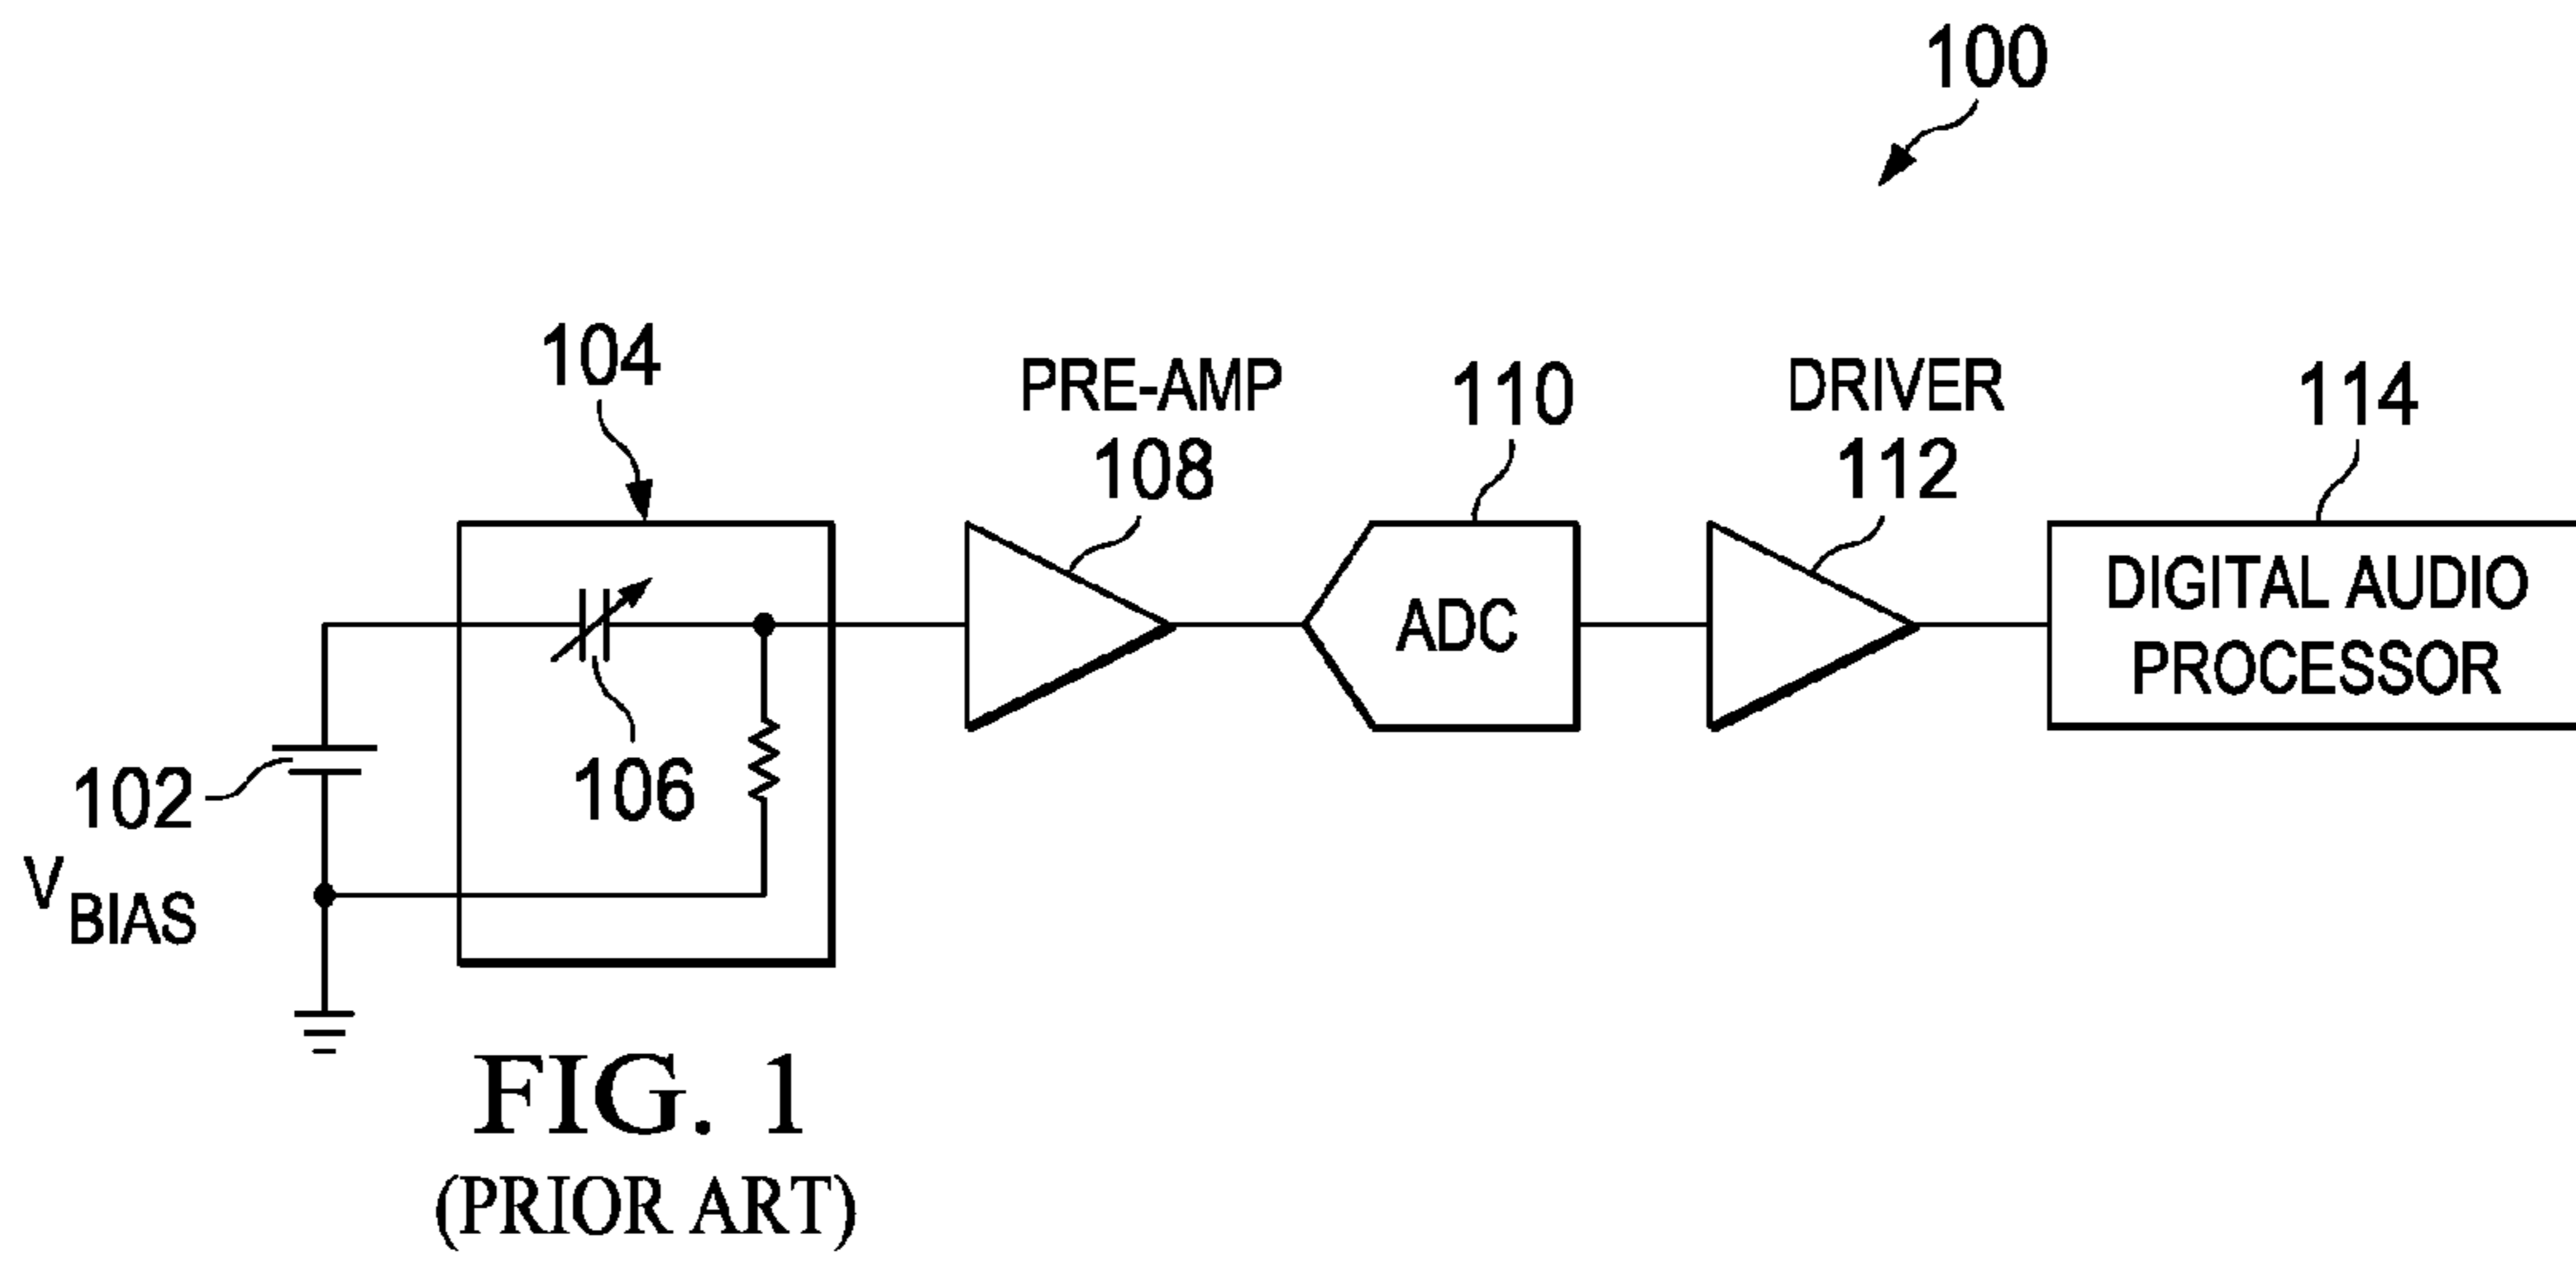 100
104
PRE-AMP
108
110
DRIVER
112
114
ADC
DIGITAL AUDIO
PROCESSOR
106
102
V BIAS
FIG. 1
(PRIOR ART)